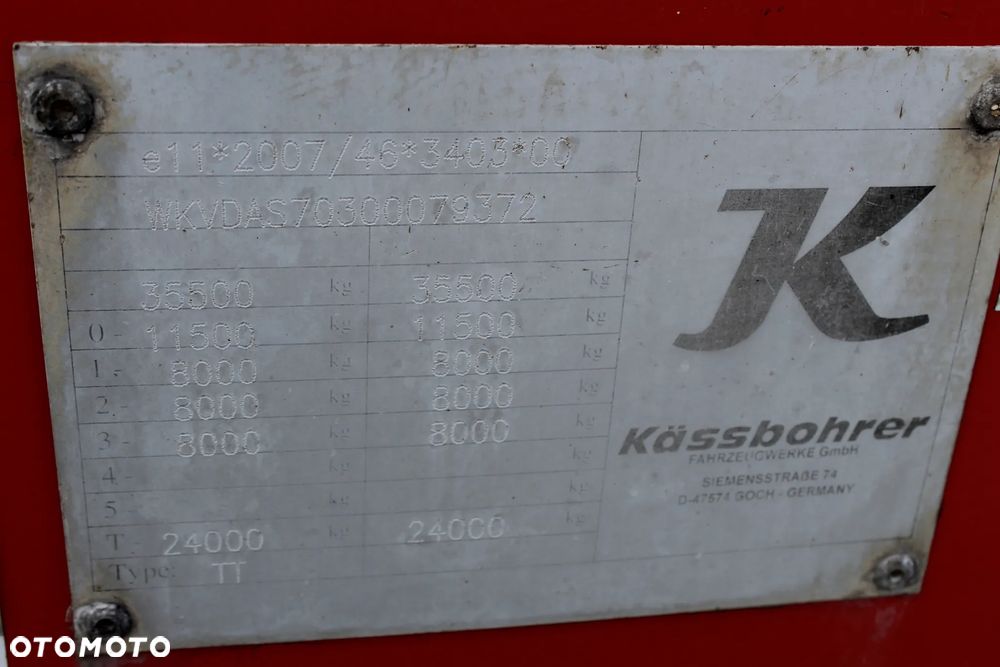 e11*2007/46*3403*00
WKVDAS70300079372
35500 kg 35500 kg
0 - 11500 kg 11500 kg
1 - 8000 kg 8000 kg
2 - 8000 kg 8000 kg
3 - 8000 kg 8000 kg
4 - kg kg
5 - kg kg
T - 24000 kg 24000 kg
Type: TT
K
Kässbohrer
FAHRZEUGWERKE GmbH
SIEMENSSTRAßE 74
D-47574 GOCH - GERMANY
OTOMOTO